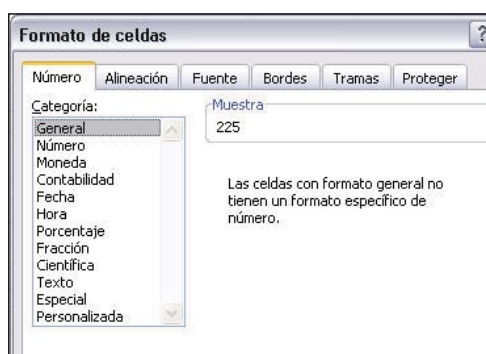 Formato de celdas ?
Número Alineación Fuente Bordes Tramas Proteger
Categoría:
General
Número
Moneda
Contabilidad
Fecha
Hora
Porcentaje
Fracción
Científica
Texto
Especial
Personalizada
Muestra
225
Las celdas con formato general no
tienen un formato específico de
número.